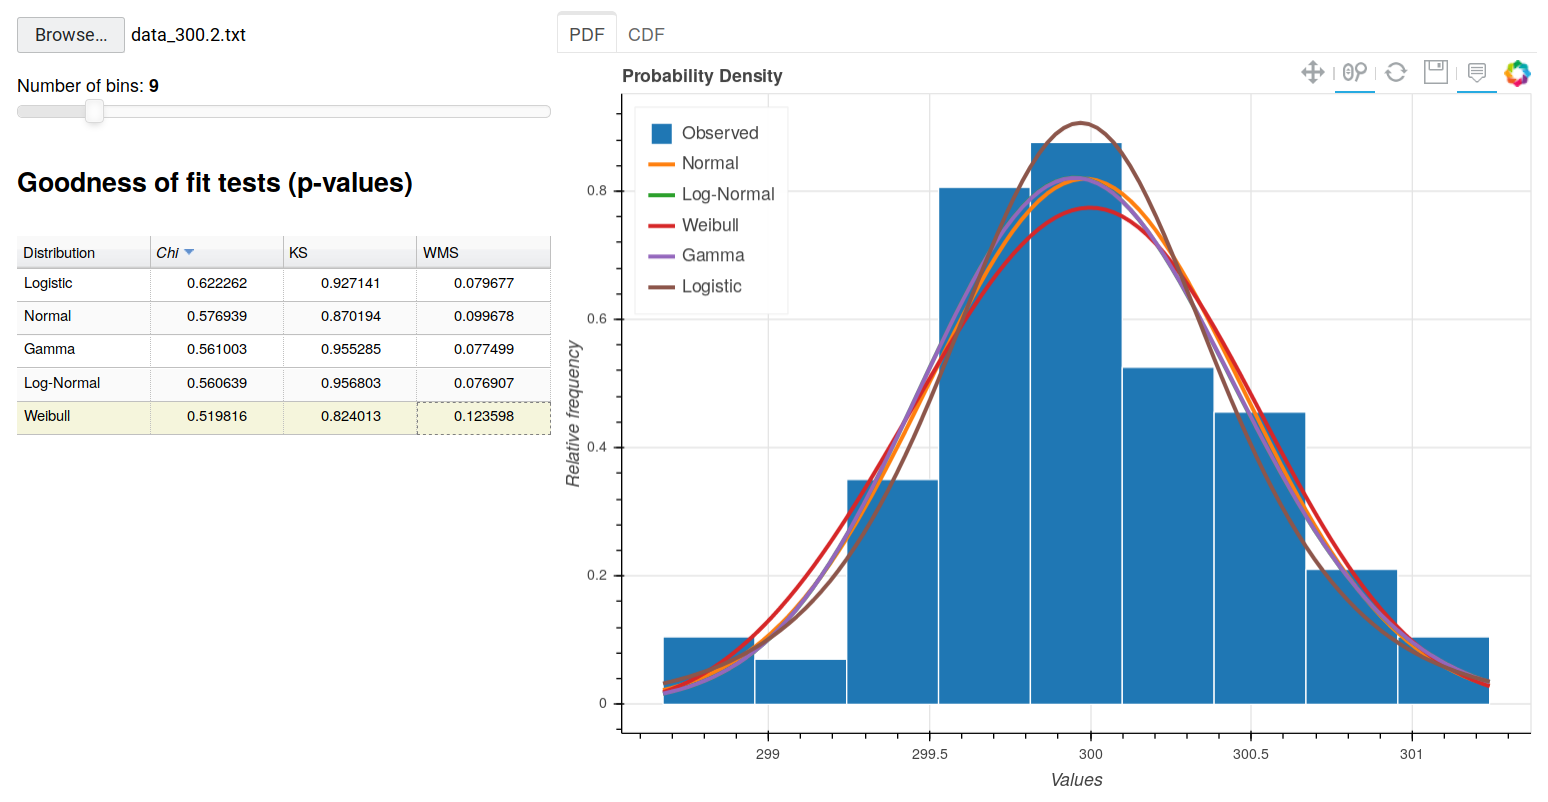 Browse... data_300.2.txt
Number of bins: 9
Goodness of fit tests (p-values)
Distribution Chi KS WMS
Logistic 0.622262 0.927141 0.079677
Normal 0.576939 0.870194 0.099678
Gamma 0.561003 0.955285 0.077499
Log-Normal 0.560639 0.956803 0.076907
Weibull 0.519816 0.824013 0.123598
PDF CDF
Probability Density
Observed
Normal
Log-Normal
Weibull
Gamma
Logistic
Relative frequency
0.8
0.6
0.4
0.2
0
299 299.5 300 300.5 301
Values